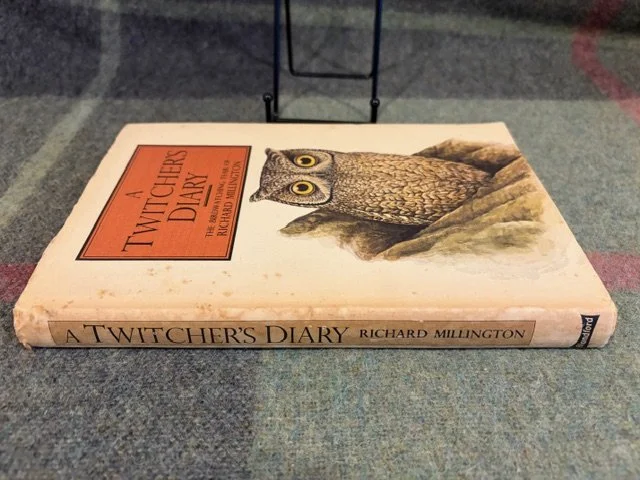 A
TWITCHER'S
DIARY
THE BIRDWATCHING YEAR OF
RICHARD MILLINGTON
A TWITCHER'S DIARY RICHARD MILLINGTON
Blandford